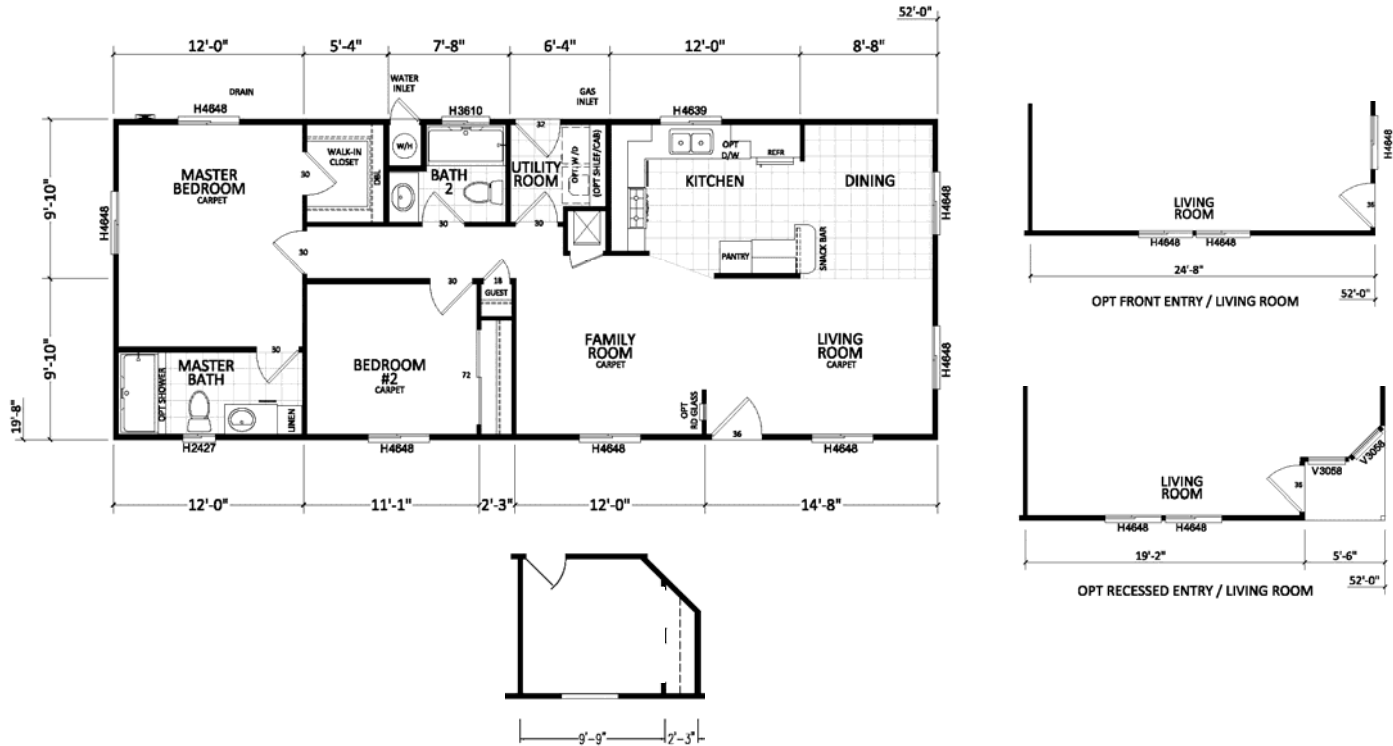 52'-0"
12'-0" 5'-4" 7'-8" 6'-4" 12'-0" 8'-8"
DRAIN
WATER
INLET
GAS
INLET
H4648
H3610
H4639
9'-10"
9'-10"
19'-8"
H4648
MASTER
BEDROOM
CARPET
30
WALK-IN
CLOSET
DBL
W/H
BATH
2
30
32
UTILITY
ROOM
30
OPT. W/D
(OPT SHLEF/CAB)
OPT
D/W
REFR
KITCHEN
DINING
H4648
PANTRY
SNACK BAR
30
30
18
GUEST
30
MASTER
BATH
OPT SHOWER
LINEN
BEDROOM
#2
CARPET
72
FAMILY
ROOM
CARPET
LIVING
ROOM
CARPET
H4648
OPT
RD GLASS
36
H2427
H4648
H4648
H4648
12'-0" 11'-1" 2'-3" 12'-0" 14'-8"
9'-9" 2'-3"
H4648
36
LIVING
ROOM
H4648 H4648
24'-8"
52'-0"
OPT FRONT ENTRY / LIVING ROOM
V3058
V3058
36
LIVING
ROOM
H4648 H4648
19'-2" 5'-6"
52'-0"
OPT RECESSED ENTRY / LIVING ROOM